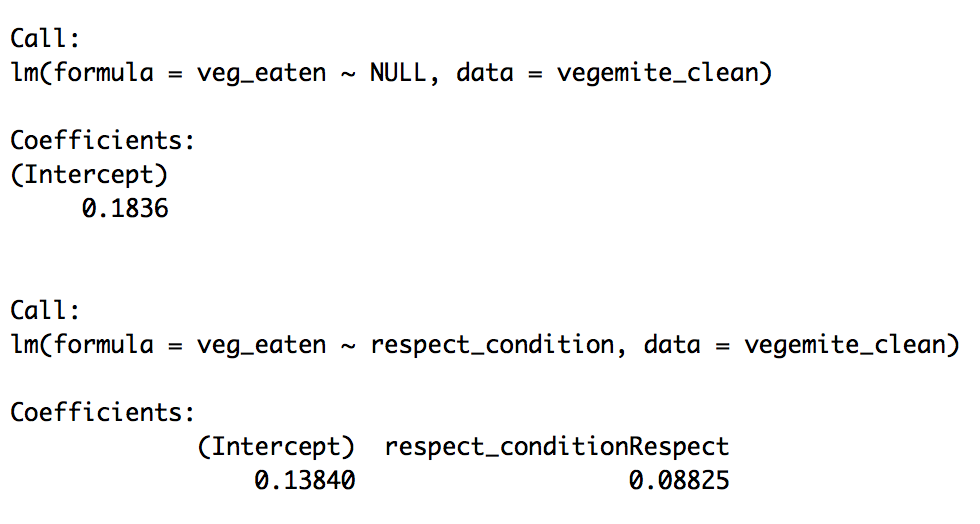 Call:
lm(formula = veg_eaten ~ NULL, data = vegemite_clean)
Coefficients:
(Intercept)
0.1836
Call:
lm(formula = veg_eaten ~ respect_condition, data = vegemite_clean)
Coefficients:
(Intercept) respect_conditionRespect
0.13840 0.08825